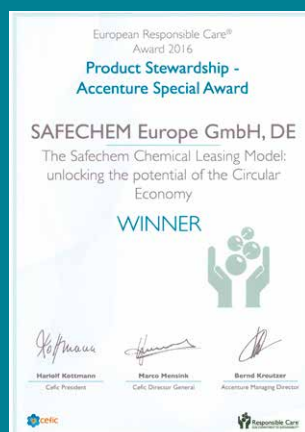 European Responsible Care®
Award 2016
Product Stewardship -
Accenture Special Award
SAFECHEM Europe GmbH, DE
The Safechem Chemical Leasing Model:
unlocking the potential of the Circular
Economy
WINNER
Hariolf Kottmann
Cefic President
Marco Mensink
Cefic Director General
Bernd Kreutzer
Accenture Managing Director
cefic
Responsible Care